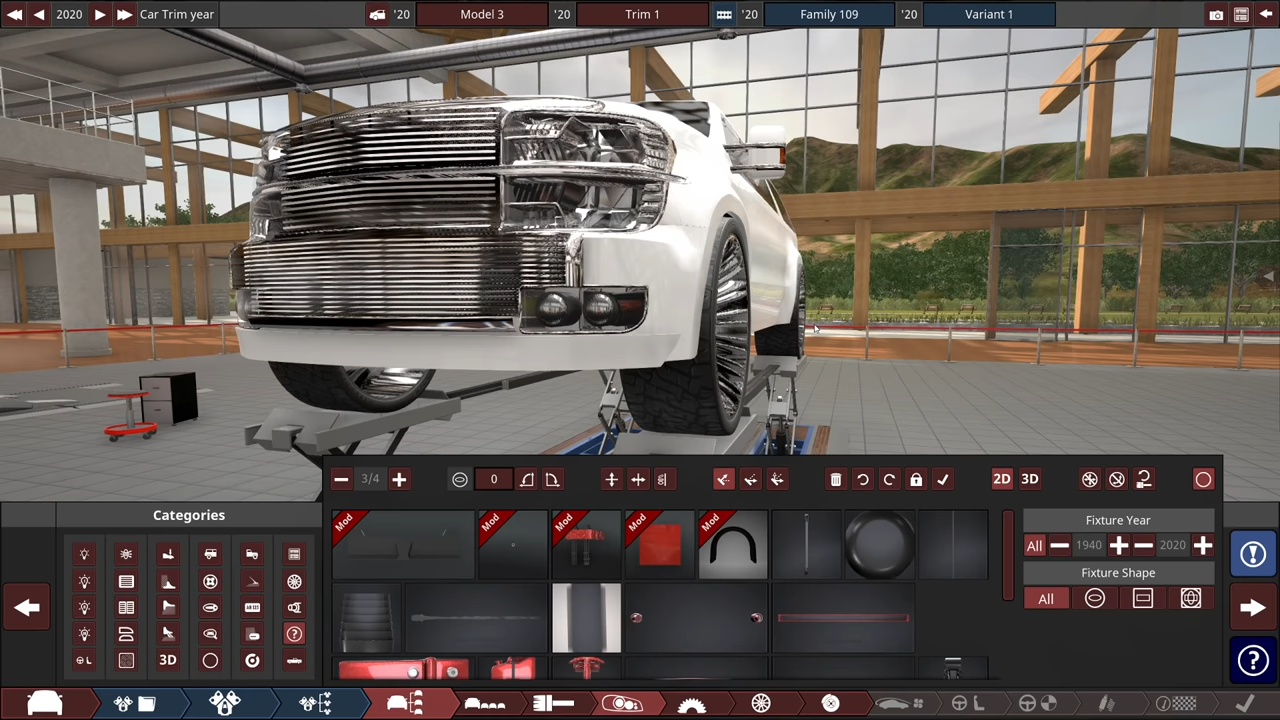 2020
Car Trim year
'20
Model 3
'20
Trim 1
'20
Family 109
'20
Variant 1
3/4
0
2D
3D
Categories
Mod
Mod
Mod
Mod
Mod
Fixture Year
All
1940
2020
Fixture Shape
All
L
3D
?
!
?